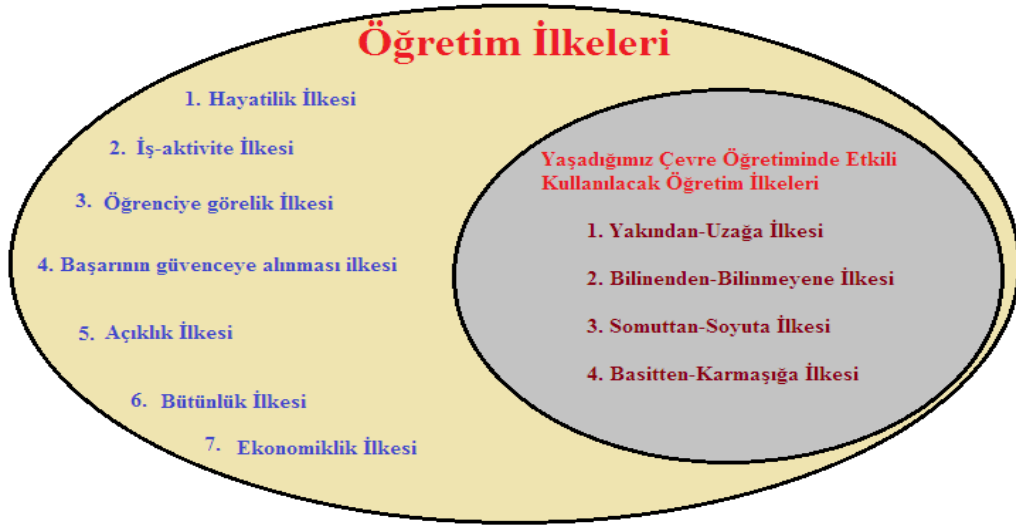 Öğretim İlkeleri
1. Hayatilik İlkesi
2. İş-aktivite İlkesi
3. Öğrenciye görelik İlkesi
4. Başarının güvenceye alınması ilkesi
5. Açıklık İlkesi
6. Bütünlük İlkesi
7. Ekonomiklik İlkesi
Yaşadığımız Çevre Öğretiminde Etkili
Kullanılacak Öğretim İlkeleri
1. Yakından-Uzağa İlkesi
2. Bilinenden-Bilinmeyene İlkesi
3. Somuttan-Soyuta İlkesi
4. Basitten-Karmaşığa İlkesi